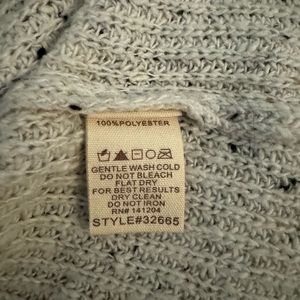 100%POLYESTER
GENTLE WASH COLD
DO NOT BLEACH
FLAT DRY
FOR BEST RESULTS
DRY CLEAN
DO NOT IRON
RN# 141204
STYLE#32665